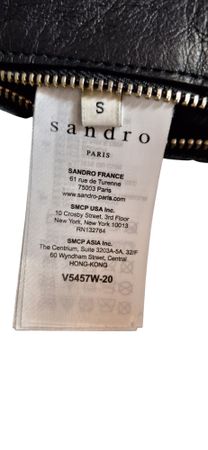 S
sandro
PARIS
SANDRO FRANCE
61 rue de Turenne
75003 Paris
www.sandro-paris.com
SMCP USA Inc.
10 Crosby Street, 3rd Floor
New York, New York 10013
RN132784
SMCP ASIA Inc.
The Centrium, Suite 3203A-5A, 32/F
60 Wyndham Street, Central
HONG-KONG
V5457W-20